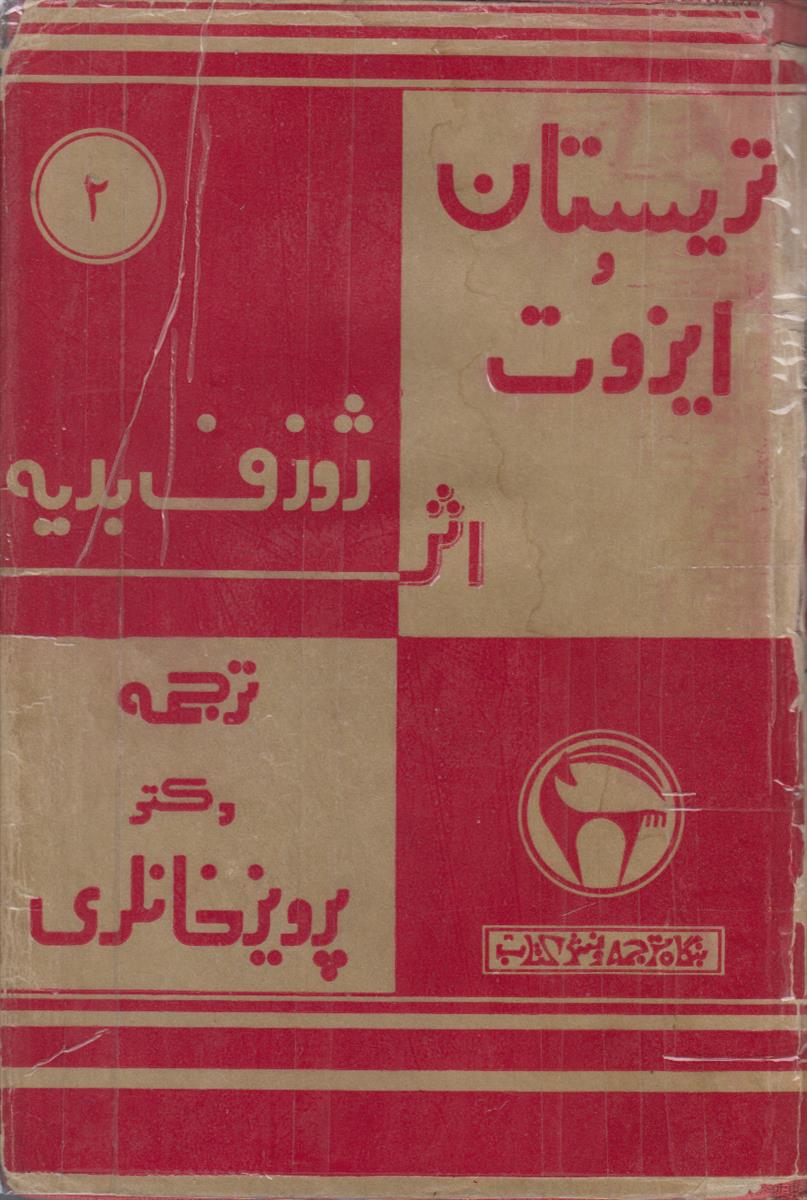 تریستان
و
ایزوت
۲
اثر
ژوزف بدیه
ترجمه
دکتر
پرویز خانلری
بنگاه ترجمه و نشر کتاب